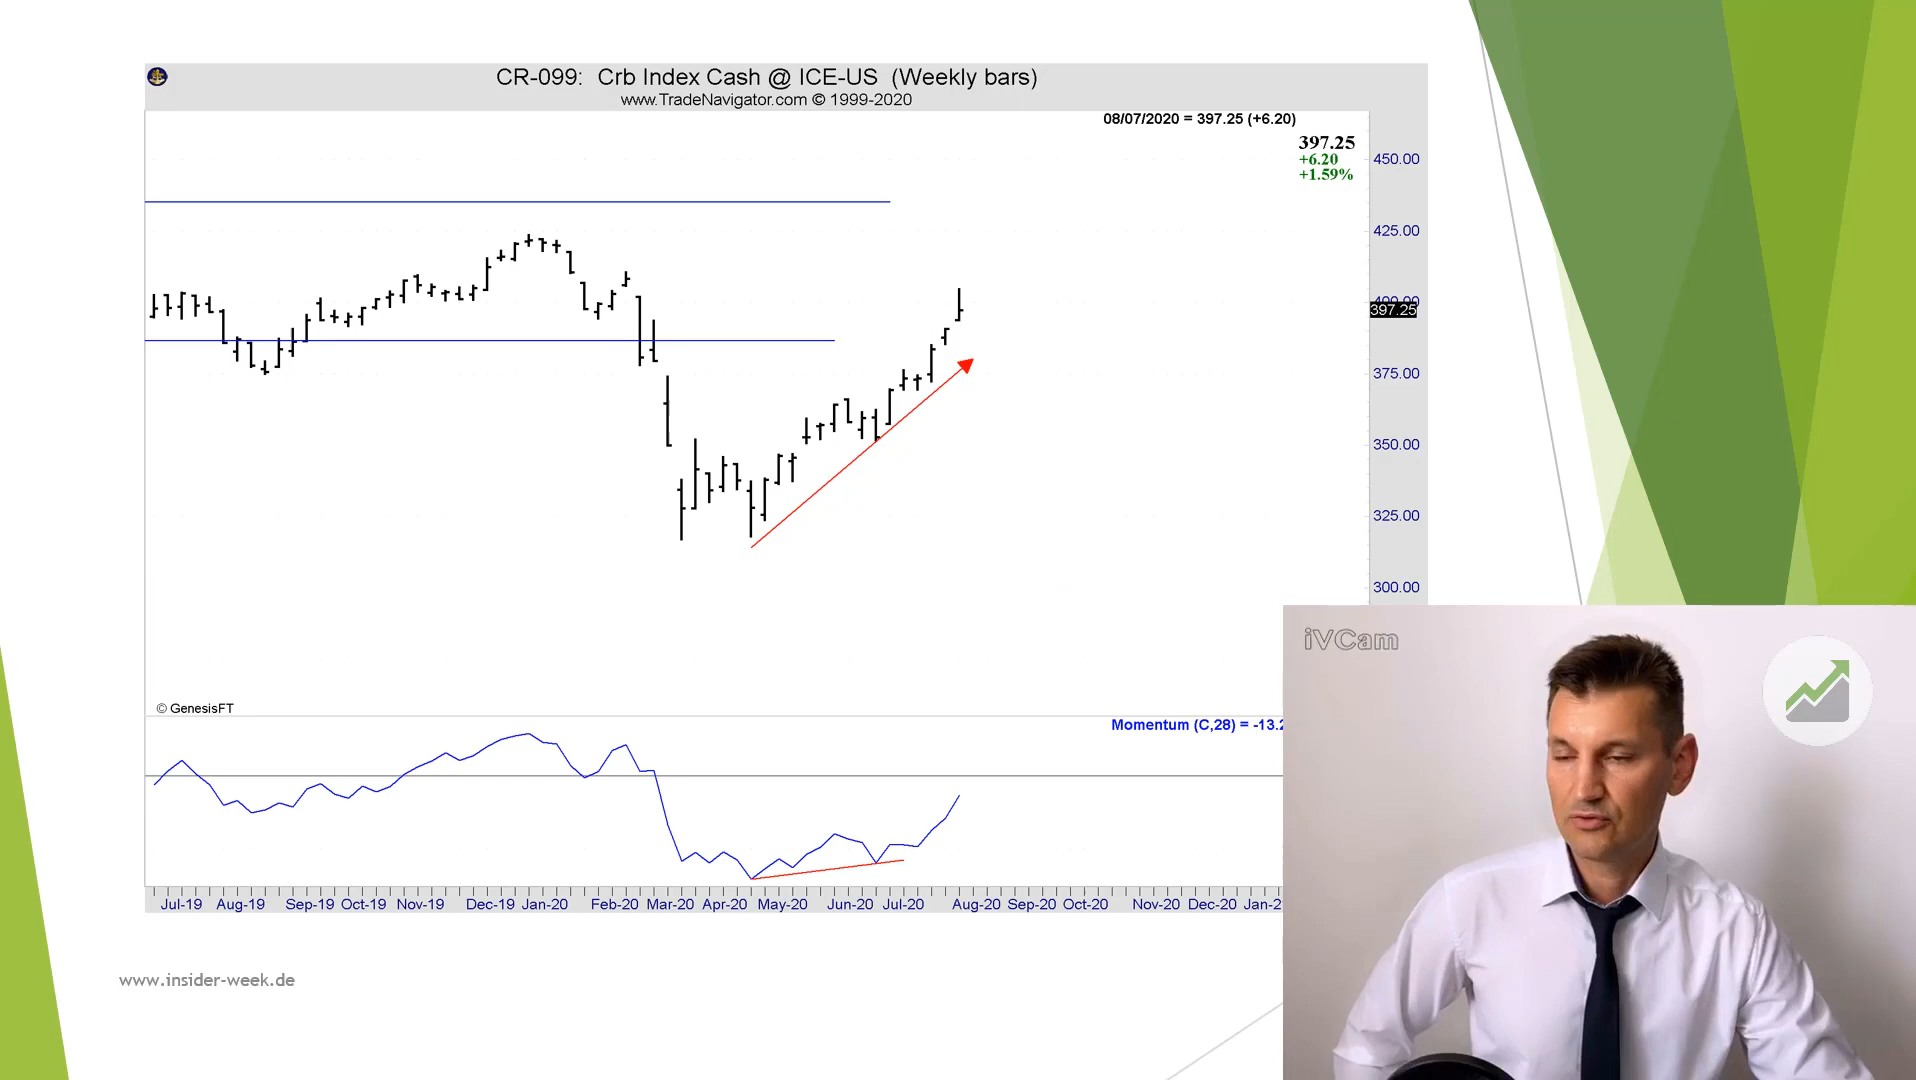 CR-099: Crb Index Cash @ ICE-US (Weekly bars)
www.TradeNavigator.com © 1999-2020
08/07/2020 = 397.25 (+6.20)
397.25
+6.20
+1.59%
450.00
425.00
400.00
397.25
375.00
350.00
325.00
300.00
iVCam
© GenesisFT
Momentum (C,28) = -13.2
Jul-19 Aug-19 Sep-19 Oct-19 Nov-19 Dec-19 Jan-20 Feb-20 Mar-20 Apr-20 May-20 Jun-20 Jul-20 Aug-20 Sep-20 Oct-20 Nov-20 Dec-20 Jan-2
www.insider-week.de